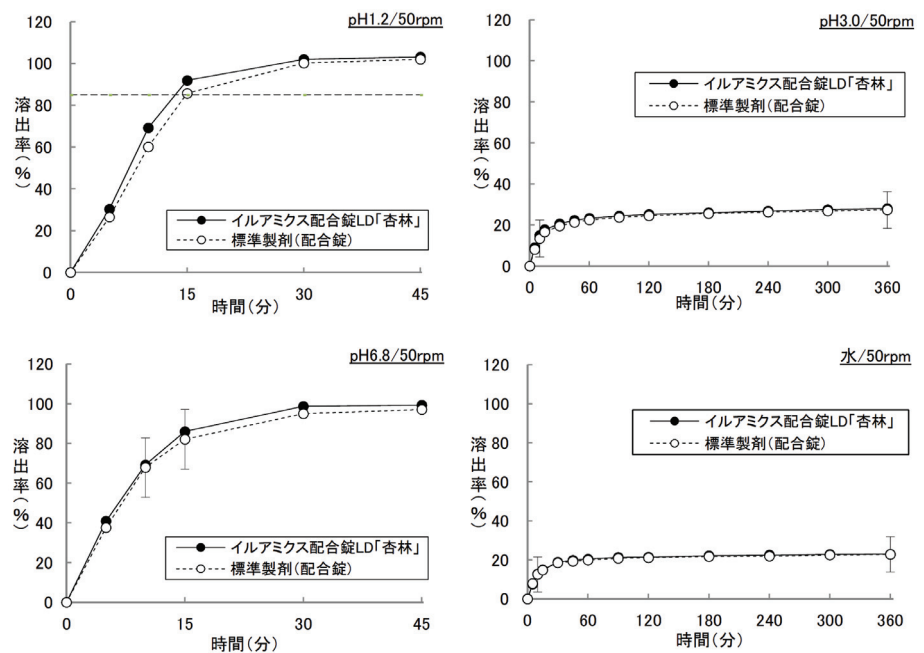 pH1.2/50rpm
120
100
80
60
40
20
0
溶出率(%)
イルアミクス配合錠LD「杏林」
標準製剤(配合錠)
0 15 30 45
時間(分)
pH3.0/50rpm
120
100
80
60
40
20
0
溶出率(%)
イルアミクス配合錠LD「杏林」
標準製剤(配合錠)
0 60 120 180 240 300 360
時間(分)
pH6.8/50rpm
120
100
80
60
40
20
0
溶出率(%)
イルアミクス配合錠LD「杏林」
標準製剤(配合錠)
0 15 30 45
時間(分)
水/50rpm
120
100
80
60
40
20
0
溶出率(%)
イルアミクス配合錠LD「杏林」
標準製剤(配合錠)
0 60 120 180 240 300 360
時間(分)